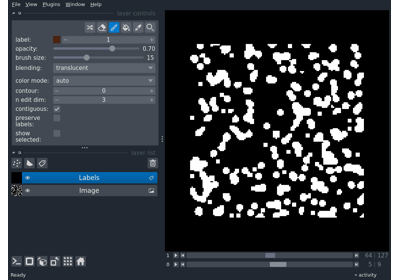 File View Plugins Window Help
layer controls
label: 1
opacity: 0.70
brush size: 15
blending: translucent
color mode: auto
contour: 0
n edit dim: 3
contiguous:
preserve
labels:
show
selected:
layer list
Labels
Image
1 64 127
0 5 9
Ready activity